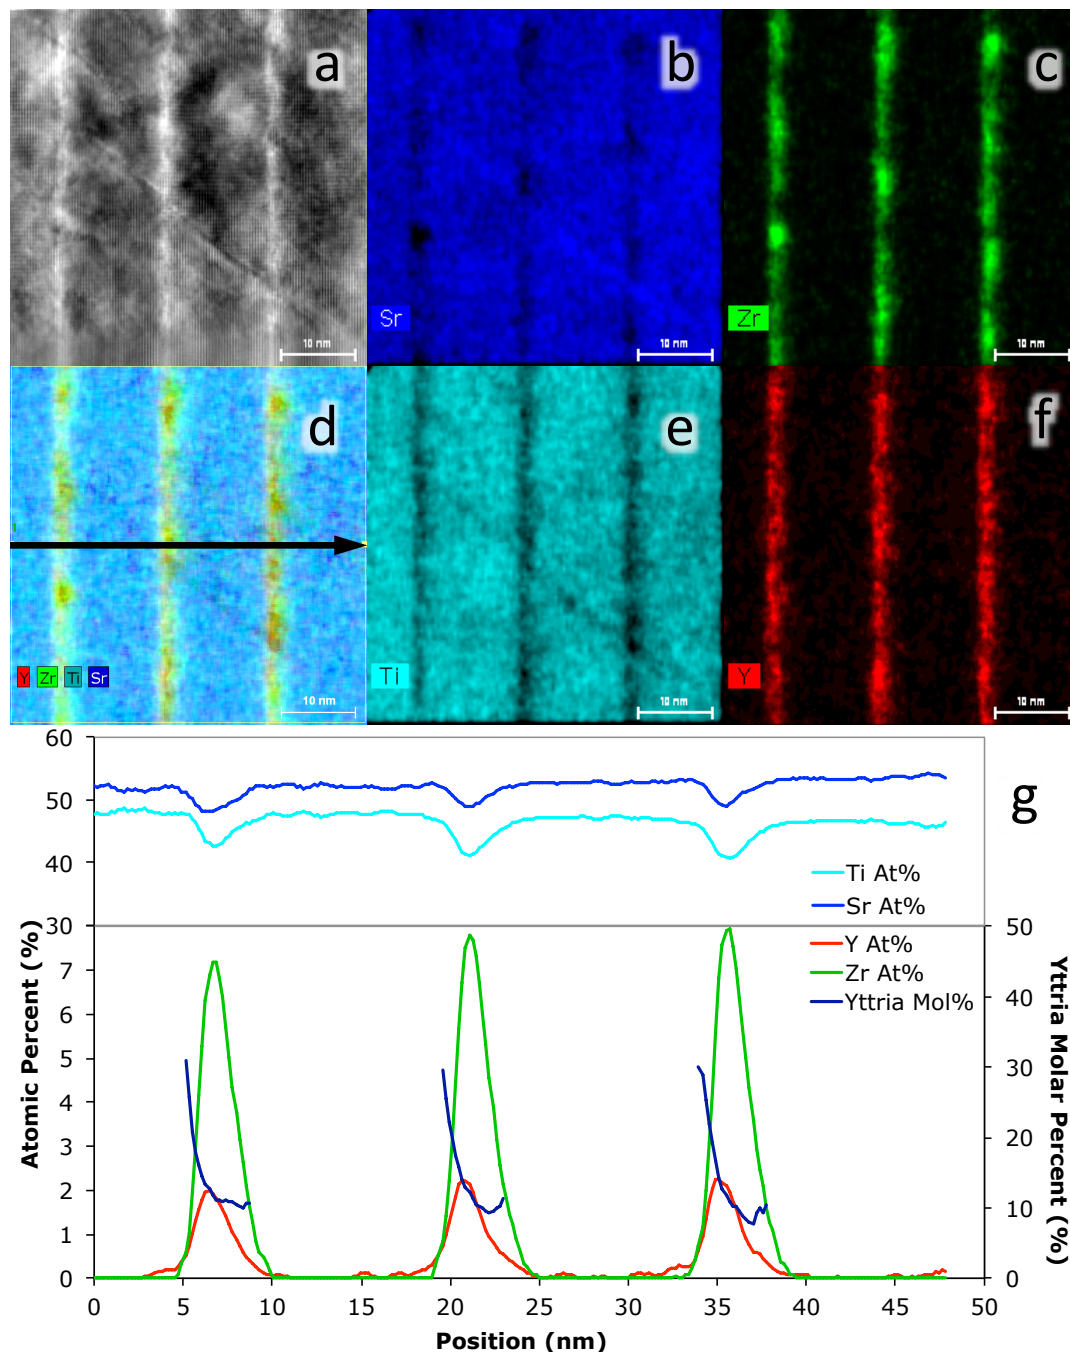 a
b
c
Sr
Zr
10 nm
10 nm
10 nm
d
e
f
Y Zr Ti Sr
Ti
Y
10 nm
10 nm
10 nm
g
60
50
40
30
7
6
5
4
3
2
1
0
Atomic Percent (%)
Ti At%
Sr At%
Y At%
Zr At%
Yttria Mol%
50
40
30
20
10
0
Yttria Molar Percent (%)
0 5 10 15 20 25 30 35 40 45 50
Position (nm)